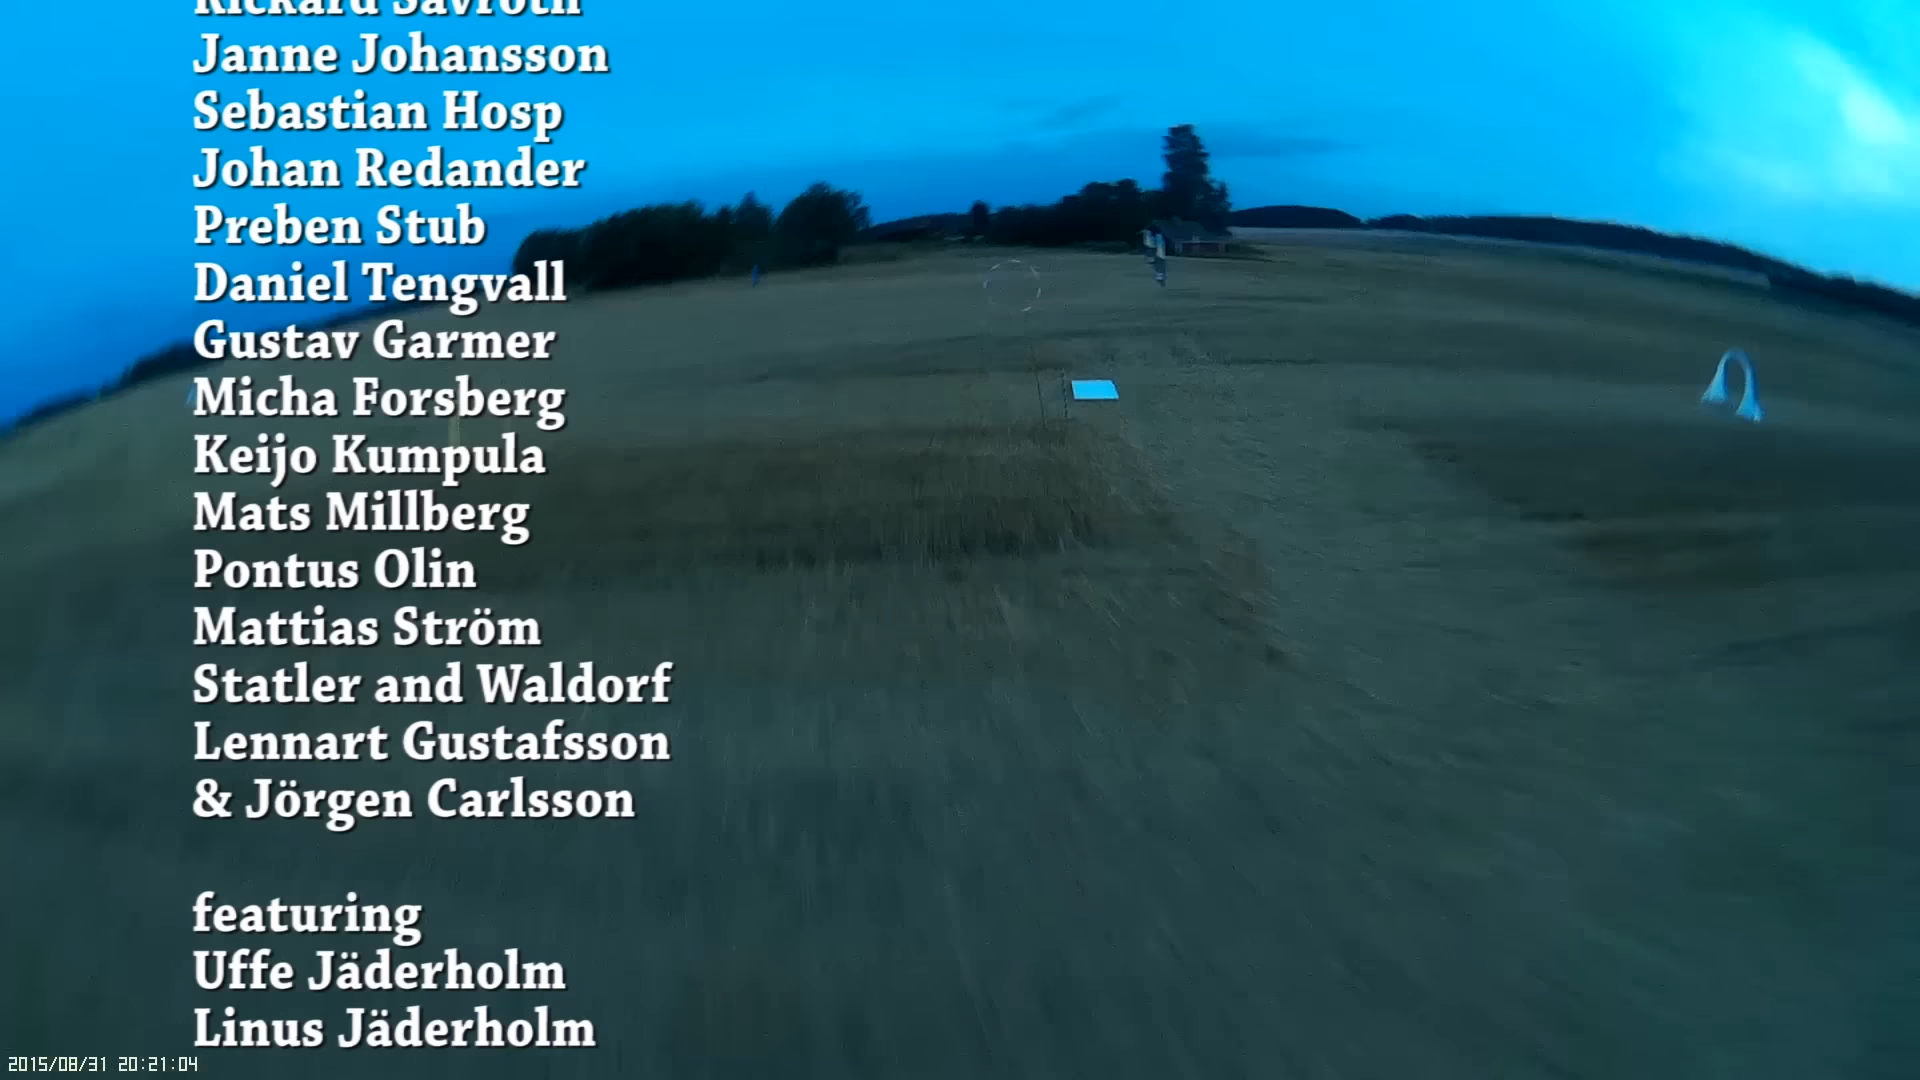 Janne Johansson
Sebastian Hosp
Johan Redander
Preben Stub
Daniel Tengvall
Gustav Garmer
Micha Forsberg
Keijo Kumpula
Mats Millberg
Pontus Olin
Mattias Ström
Statler and Waldorf
Lennart Gustafsson
& Jörgen Carlsson
featuring
Uffe Jäderholm
Linus Jäderholm
2015/08/31 20:21:04